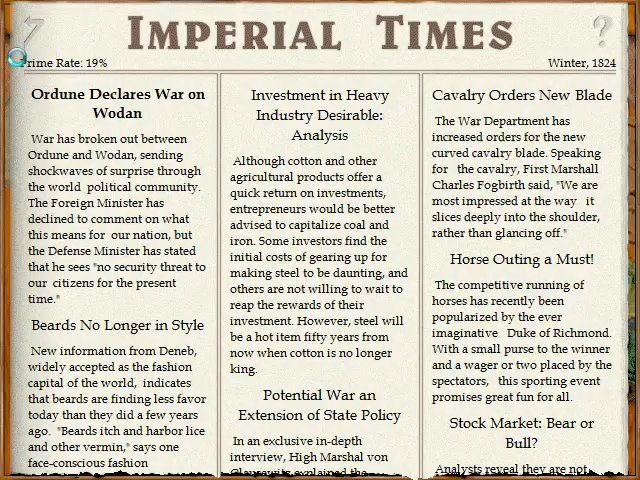 Imperial Times
Prime Rate: 19%
Winter, 1824
Ordune Declares War on
Wodan
War has broken out between
Ordune and Wodan, sending
shockwaves of surprise through
the world political community.
The Foreign Minister has
declined to comment on what
this means for our nation, but
the Defense Minister has stated
that he sees "no security threat to
our citizens for the present
time."
Beards No Longer in Style
New information from Deneb,
widely accepted as the fashion
capital of the world, indicates
that beards are finding less favor
today than they did a few years
ago. "Beards itch and harbor lice
and other vermin," says one
face-conscious fashion
Investment in Heavy
Industry Desirable:
Analysis
Although cotton and other
agricultural products offer a
quick return on investments,
entrepreneurs would be better
advised to capitalize coal and
iron. Some investors find the
initial costs of gearing up for
making steel to be daunting, and
others are not willing to wait to
reap the rewards of their
investment. However, steel will
be a hot item fifty years from
now when cotton is no longer
king.
Potential War an
Extension of State Policy
In an exclusive in-depth
interview, High Marshal von
Clausewitz explained the
Cavalry Orders New Blade
The War Department has
increased orders for the new
curved cavalry blade. Speaking
for the cavalry, First Marshall
Charles Fogbirth said, "We are
most impressed at the way it
slices deeply into the shoulder,
rather than glancing off."
Horse Outing a Must!
The competitive running of
horses has recently been
popularized by the ever
imaginative Duke of Richmond.
With a small purse to the winner
and a wager or two placed by the
spectators, this sporting event
promises great fun for all.
Stock Market: Bear or
Bull?
Analysts reveal they are not